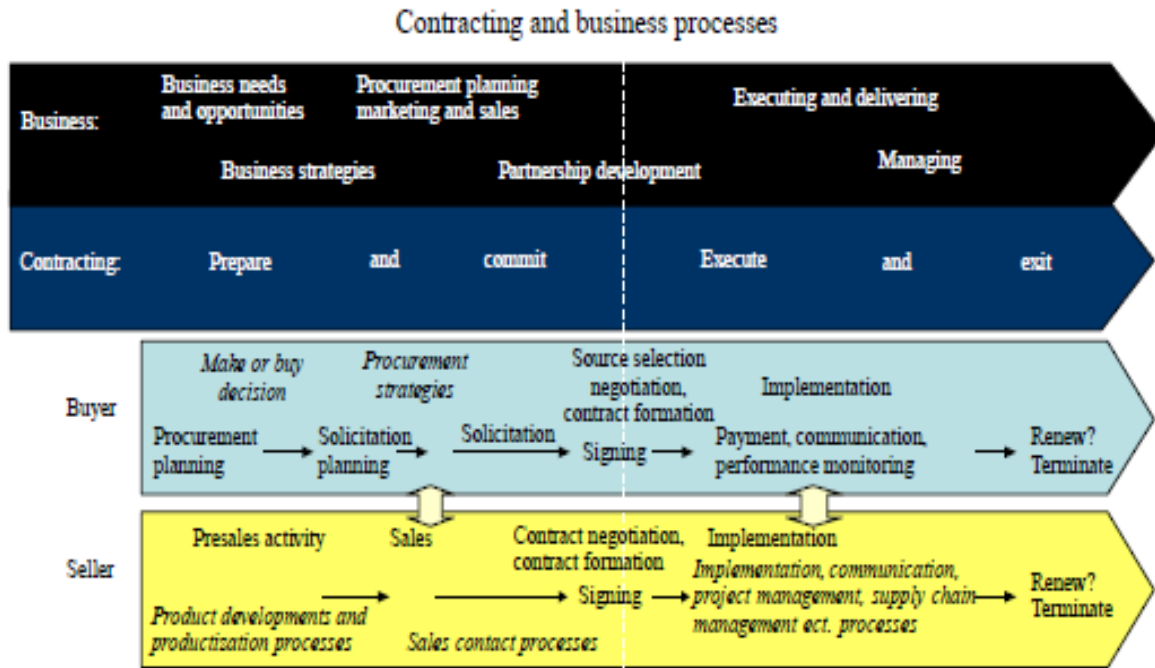 Contracting and business processes
Business:
Business needs
and opportunities
Procurement planning
marketing and sales
Executing and delivering
Business strategies
Partnership development
Managing
Contracting:
Prepare
and
commit
Execute
and
exit
Buyer
Make or buy
decision
Procurement
strategies
Source selection
negotiation,
contract formation
Implementation
Procurement
planning
Solicitation
planning
Solicitation
Signing
Payment, communication,
performance monitoring
Renew?
Terminate
Seller
Presales activity
Sales
Contract negotiation,
contract formation
Implementation
Product developments and
productization processes
Sales contact processes
Signing
Implementation, communication,
project management, supply chain
management ect. processes
Renew?
Terminate